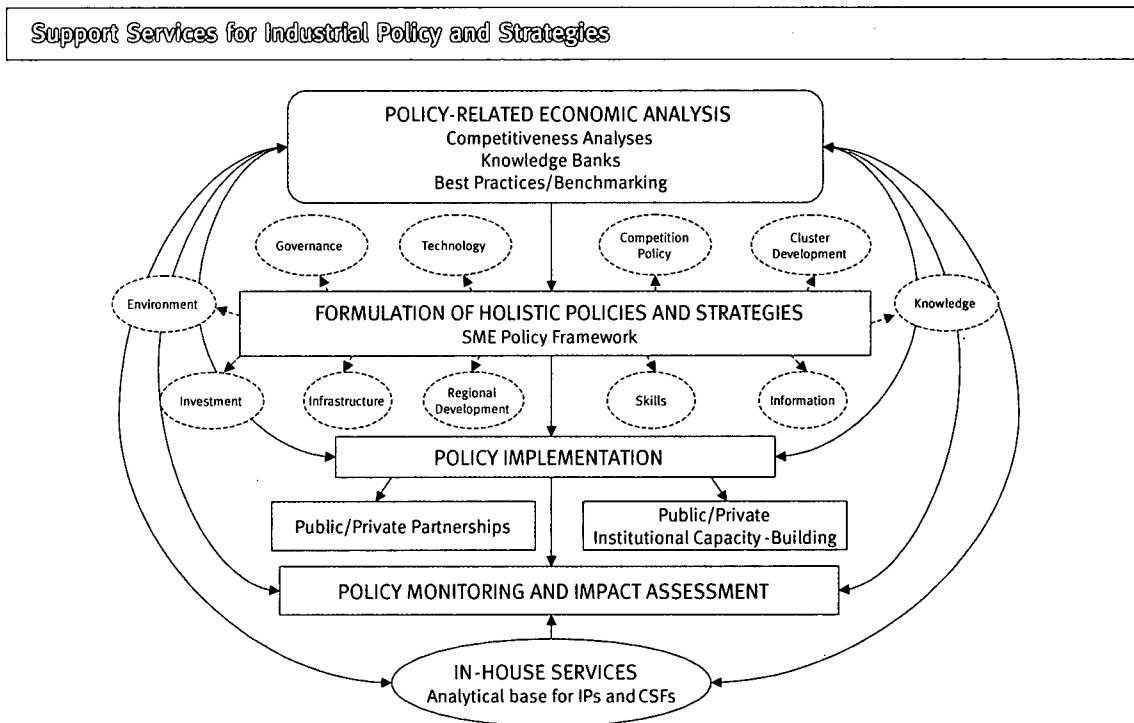 Support Services for Industrial Policy and Strategies
POLICY-RELATED ECONOMIC ANALYSIS
Competitiveness Analyses
Knowledge Banks
Best Practices/Benchmarking
Governance
Technology
Competition
Policy
Cluster
Development
Environment
FORMULATION OF HOLISTIC POLICIES AND STRATEGIES
SME Policy Framework
Knowledge
Investment
Infrastructure
Regional
Development
Skills
Information
POLICY IMPLEMENTATION
Public/Private Partnerships
Public/Private
Institutional Capacity-Building
POLICY MONITORING AND IMPACT ASSESSMENT
IN-HOUSE SERVICES
Analytical base for IPs and CSFs